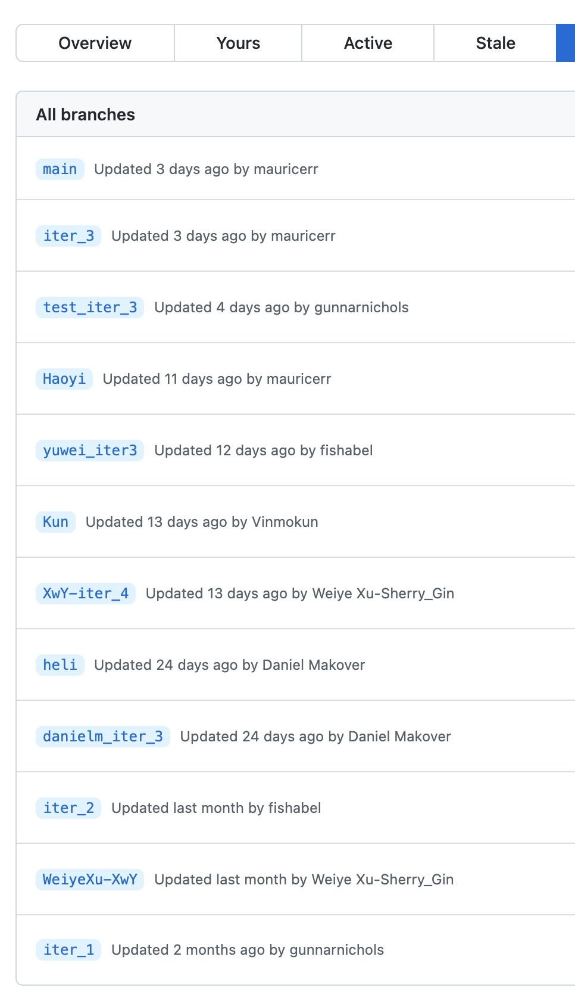 Overview Yours Active Stale
All branches
main Updated 3 days ago by mauricerr
iter_3 Updated 3 days ago by mauricerr
test_iter_3 Updated 4 days ago by gunnarnichols
Haoyi Updated 11 days ago by mauricerr
yuwei_iter3 Updated 12 days ago by fishabel
Kun Updated 13 days ago by Vinmokun
XwY-iter_4 Updated 13 days ago by Weiye Xu-Sherry_Gin
heli Updated 24 days ago by Daniel Makover
danielm_iter_3 Updated 24 days ago by Daniel Makover
iter_2 Updated last month by fishabel
WeiyeXu-XwY Updated last month by Weiye Xu-Sherry_Gin
iter_1 Updated 2 months ago by gunnarnichols